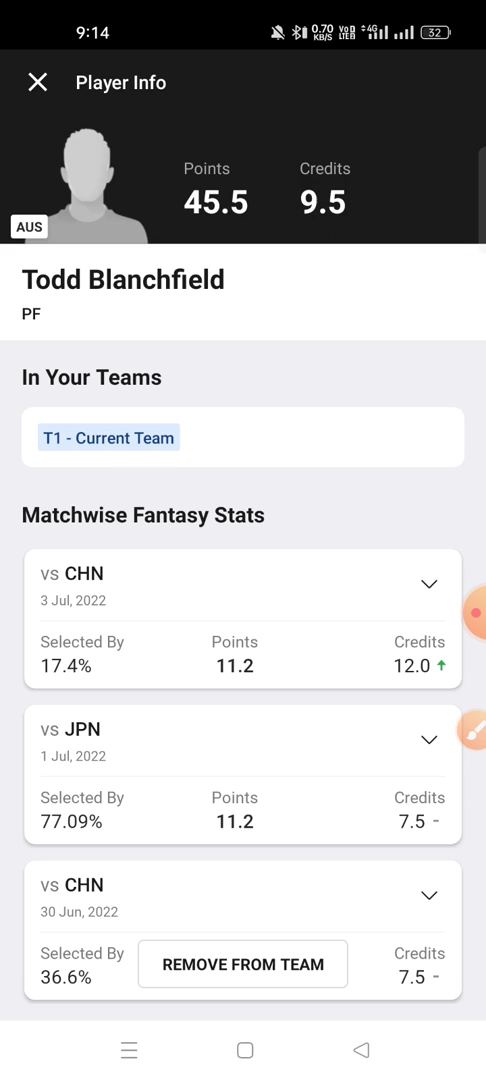 9:14 0.70 KB/S VoD LTEB 4G 32
Player Info
Points Credits
45.5 9.5
AUS
Todd Blanchfield
PF
In Your Teams
T1 - Current Team
Matchwise Fantasy Stats
vs CHN
3 Jul, 2022
Selected By Points Credits
17.4% 11.2 12.0
vs JPN
1 Jul, 2022
Selected By Points Credits
77.09% 11.2 7.5 -
vs CHN
30 Jun, 2022
Selected By Credits
REMOVE FROM TEAM
36.6% 7.5 -